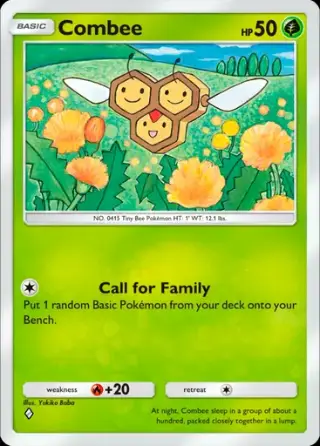 BASIC
Combee
HP 50
NO. 0415 Tiny Bee Pokémon HT: 1' WT: 12.1 lbs.
Call for Family
Put 1 random Basic Pokémon from your deck onto your
Bench.
weakness +20 retreat
Illus. Yukiko Baba
At night, Combee sleep in a group of about a
hundred, packed closely together in a lump.